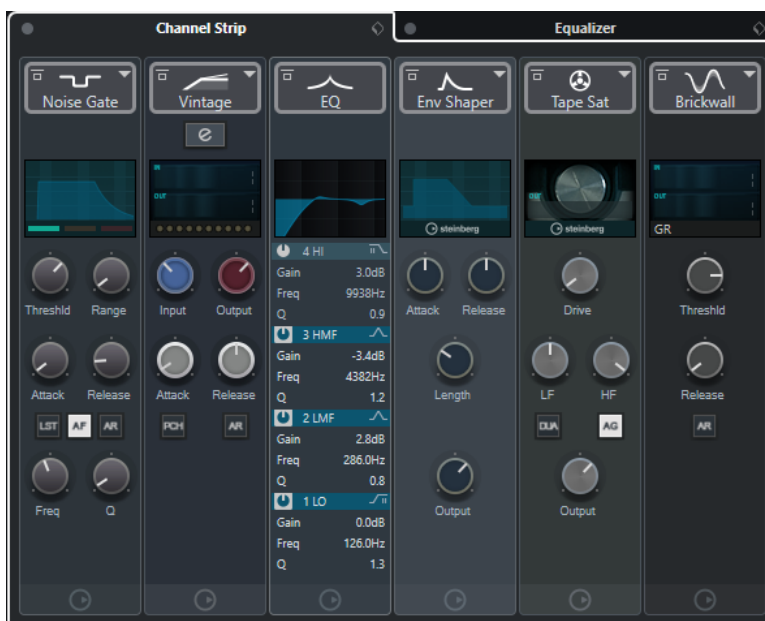 Channel Strip
Equalizer
Noise Gate
Vintage
EQ
Env Shaper
Tape Sat
Brickwall
e
IN
OUT
steinberg
OUT
steinberg
IN
OUT
GR
Threshld
Range
Attack
Release
LST
AF
AR
Freq
Q
Input
Output
Attack
Release
PCH
AR
4 HI
Gain 3.0dB
Freq 9938Hz
Q 0.9
3 HMF
Gain -3.4dB
Freq 4382Hz
Q 1.2
2 LMF
Gain 2.8dB
Freq 286.0Hz
Q 0.8
1 LO
Gain 0.0dB
Freq 126.0Hz
Q 1.3
Attack
Release
Length
Output
Drive
LF
HF
DUA
AG
Output
Threshld
Release
AR